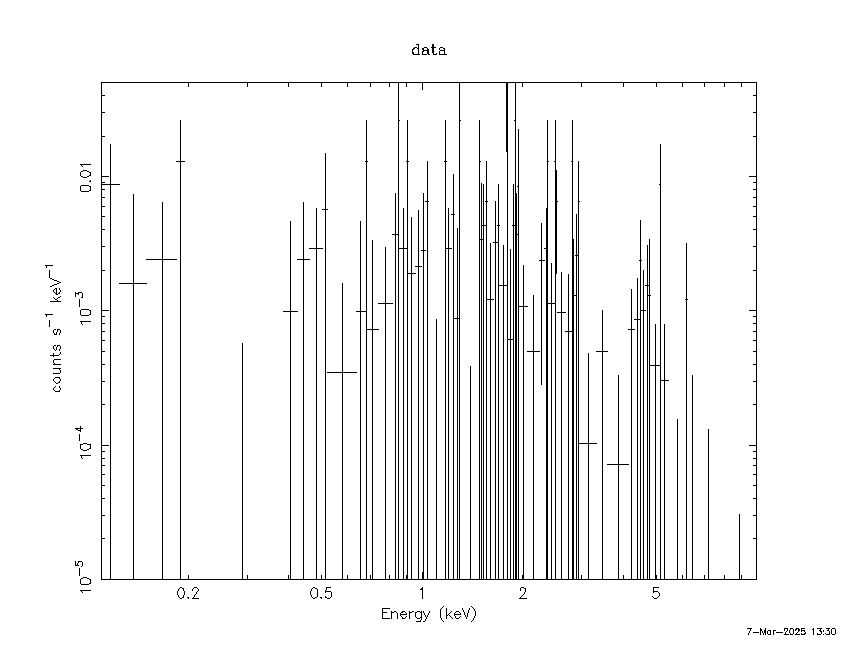 data
counts s⁻¹ keV⁻¹
0.01
10⁻³
10⁻⁴
10⁻⁵
0.2 0.5 1 2 5
Energy (keV)
7-Mar-2025 13:30